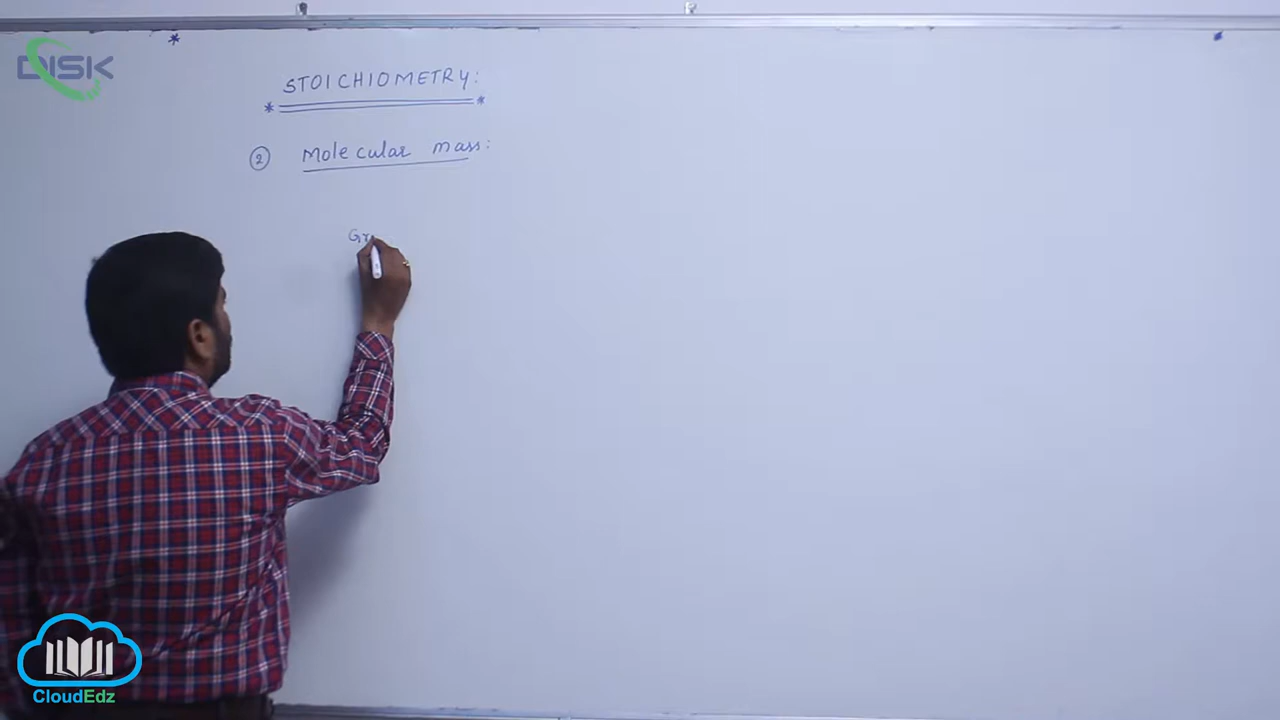 DISK
STOICHIOMETRY:
2 Molecular mass:
Gr
CloudEdz